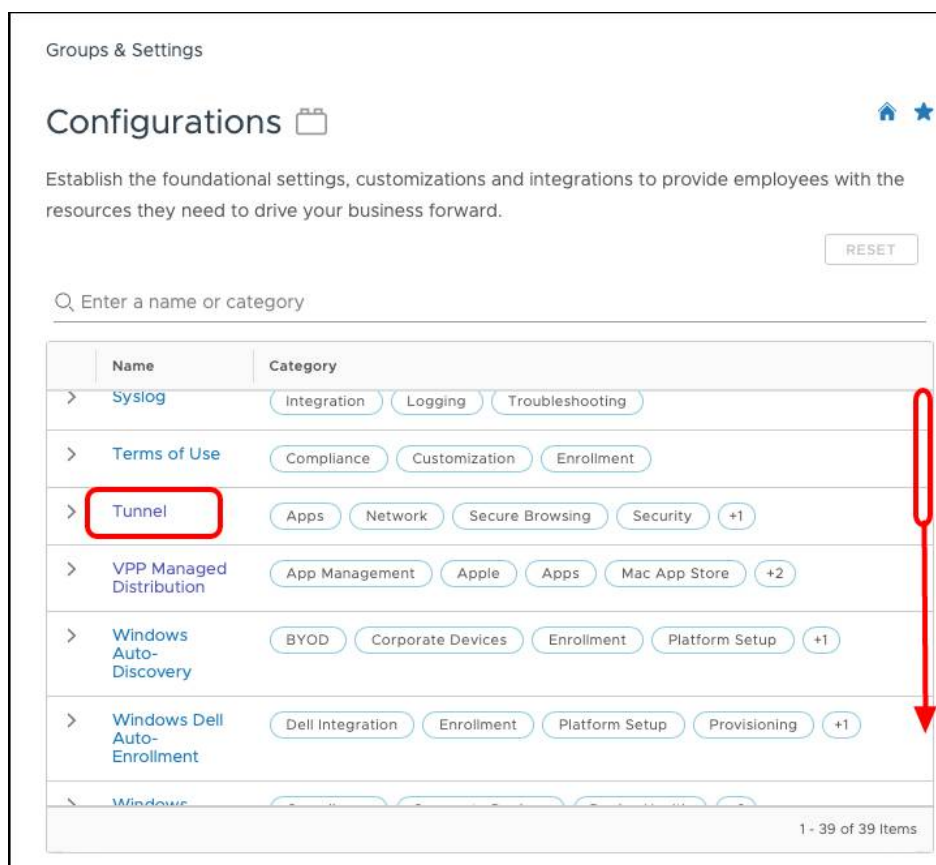 Groups & Settings
Configurations
Establish the foundational settings, customizations and integrations to provide employees with the
resources they need to drive your business forward.
RESET
Enter a name or category
Name Category
Syslog Integration Logging Troubleshooting
Terms of Use Compliance Customization Enrollment
Tunnel Apps Network Secure Browsing Security +1
VPP Managed
Distribution
App Management Apple Apps Mac App Store +2
Windows
Auto-
Discovery
BYOD Corporate Devices Enrollment Platform Setup +1
Windows Dell
Auto-
Enrollment
Dell Integration Enrollment Platform Setup Provisioning +1
Windows
1 - 39 of 39 Items